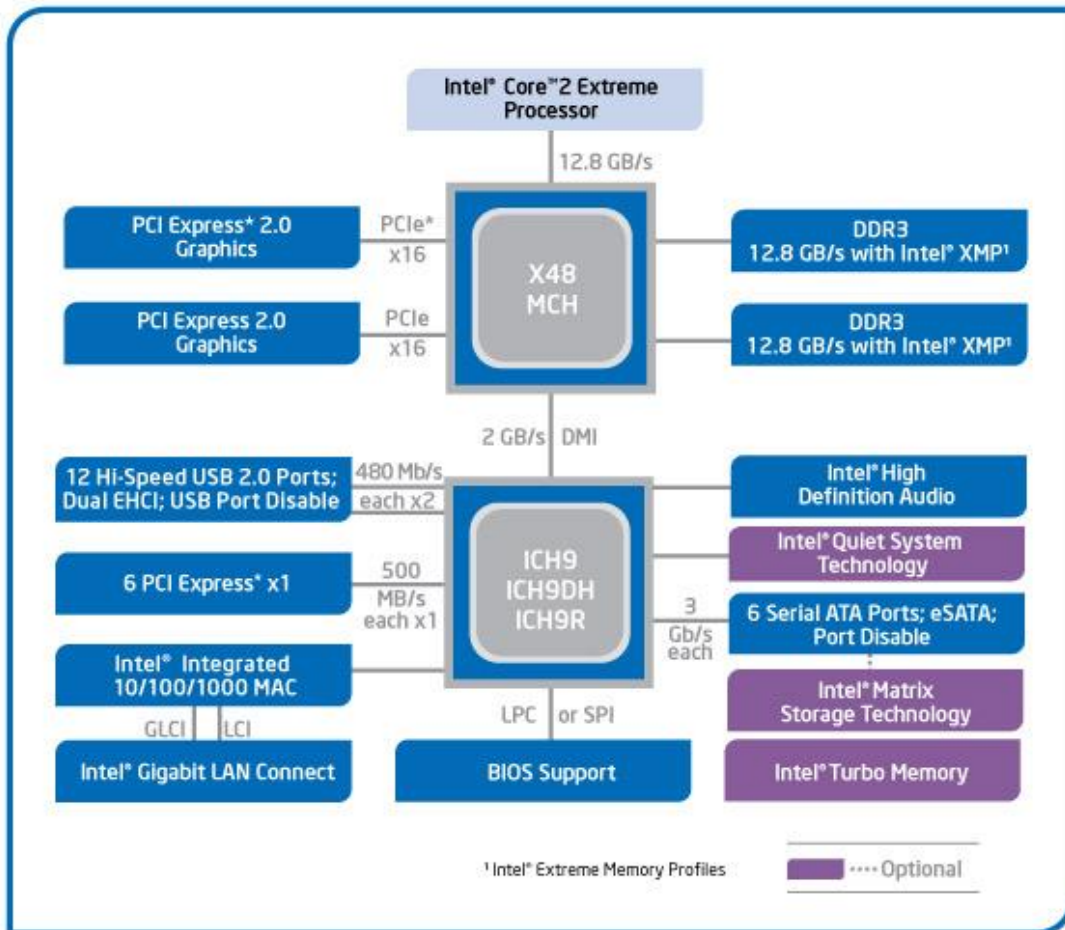 Intel® Core™2 Extreme
Processor
12.8 GB/s
PCI Express* 2.0
Graphics
PCIe*
x16
X48
MCH
DDR3
12.8 GB/s with Intel® XMP¹
PCI Express 2.0
Graphics
PCIe
x16
DDR3
12.8 GB/s with Intel® XMP¹
2 GB/s DMI
12 Hi-Speed USB 2.0 Ports;
Dual EHCI; USB Port Disable
480 Mb/s
each x2
Intel® High
Definition Audio
ICH9
ICH9DH
ICH9R
Intel® Quiet System
Technology
6 PCI Express* x1
500
MB/s
each x1
3
Gb/s
each
6 Serial ATA Ports; eSATA;
Port Disable
Intel® Integrated
10/100/1000 MAC
Intel® Matrix
Storage Technology
GLCI LCI
LPC or SPI
Intel® Gigabit LAN Connect
BIOS Support
Intel® Turbo Memory
¹ Intel® Extreme Memory Profiles
Optional